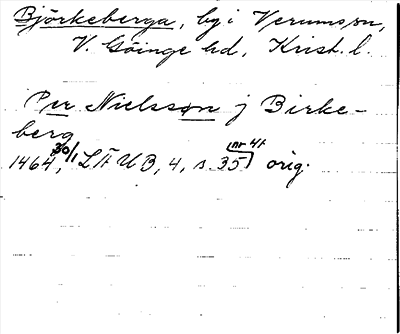 Björkeberga, by i Verums sn,
V. Göinge hd, Krist. l.
Per Nielsson j Birke-
berg
1464 30/1, LÄUB, 4, s. 35 (nr 41) orig.